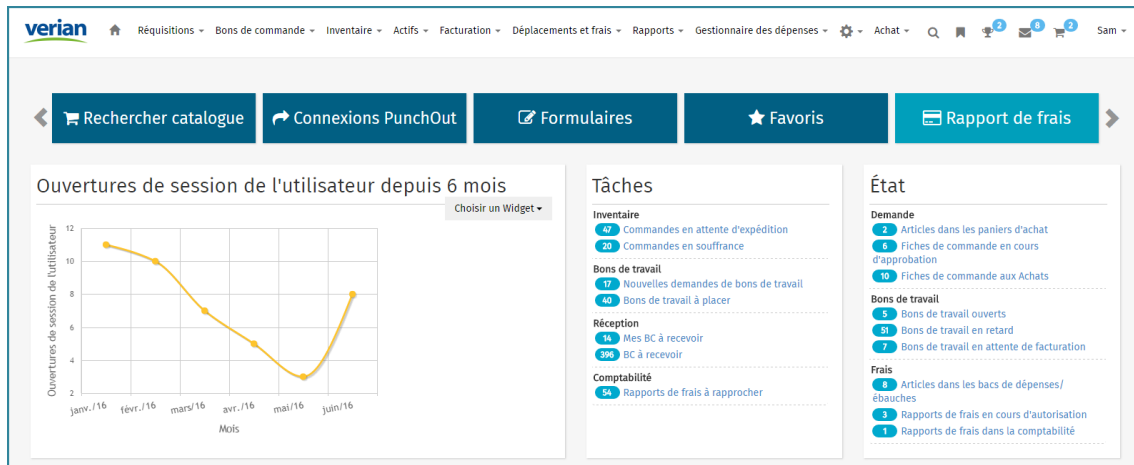 verian
Réquisitions Bons de commande Inventaire Actifs Facturation Déplacements et frais Rapports Gestionnaire des dépenses Achat 2 8 2 Sam
Rechercher catalogue
Connexions PunchOut
Formulaires
Favoris
Rapport de frais
Ouvertures de session de l'utilisateur depuis 6 mois
Choisir un Widget
Ouvertures de session de l'utilisateur
12
10
8
6
4
2
janv./16 févr./16 mars/16 avr./16 mai/16 juin/16
Mois
Tâches
Inventaire
47 Commandes en attente d'expédition
20 Commandes en souffrance
Bons de travail
17 Nouvelles demandes de bons de travail
40 Bons de travail à placer
Réception
14 Mes BC à recevoir
396 BC à recevoir
Comptabilité
54 Rapports de frais à rapprocher
État
Demande
2 Articles dans les paniers d'achat
6 Fiches de commande en cours
d'approbation
10 Fiches de commande aux Achats
Bons de travail
5 Bons de travail ouverts
51 Bons de travail en retard
7 Bons de travail en attente de facturation
Frais
8 Articles dans les bacs de dépenses/
ébauches
3 Rapports de frais en cours d'autorisation
1 Rapports de frais dans la comptabilité